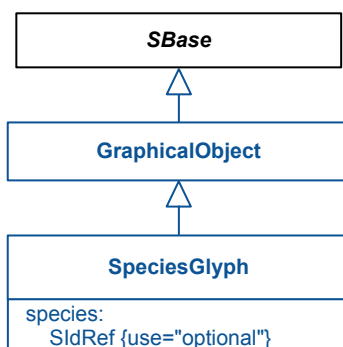 SBase
GraphicalObject
SpeciesGlyph
species:
SIdRef {use="optional"}